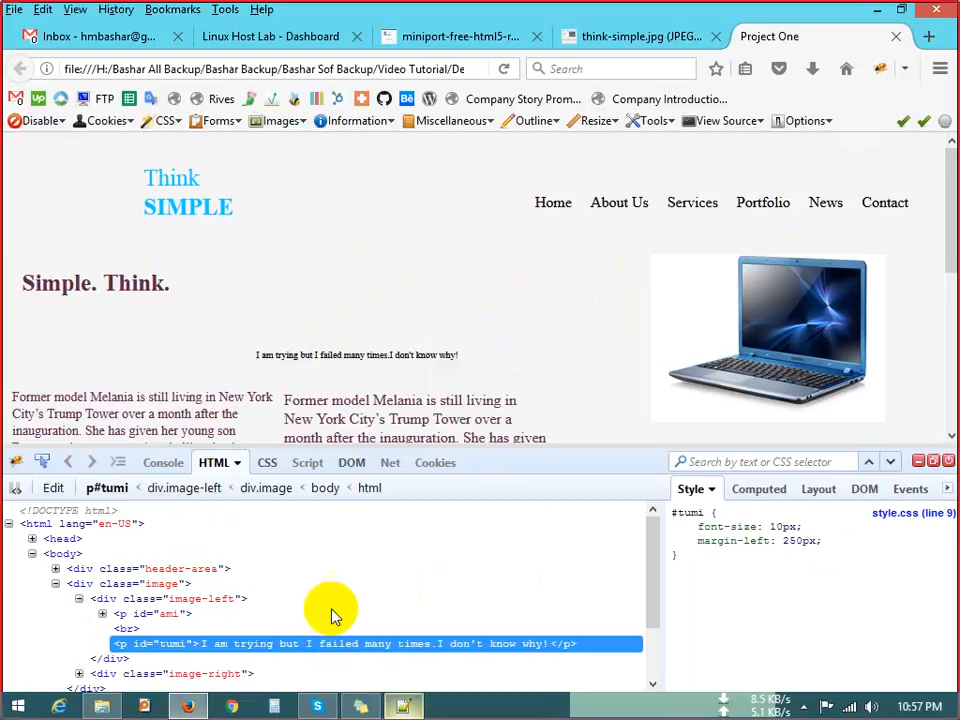 File Edit View History Bookmarks Tools Help
Inbox - hmbashar@g... Linux Host Lab - Dashboard miniport-free-html5-r... think-simple.jpg (JPEG... Project One
file:///H:/Bashar All Backup/Bashar Backup/Bashar Sof Backup/Video Tutorial/De Search
Up FTP Rives Bē Company Story Prom... Company Introductio...
Disable Cookies CSS Forms Images Information Miscellaneous Outline Resize Tools View Source Options
Think
SIMPLE
Home About Us Services Portfolio News Contact
Simple. Think.
I am trying but I failed many times.I don't know why!
Former model Melania is still living in New York
City's Trump Tower over a month after the
inauguration. She has given her young son
Former model Melania is still living in
New York City's Trump Tower over a
month after the inauguration. She has given
Console HTML CSS Script DOM Net Cookies Search by text or CSS selector
Edit p#tumi div.image-left div.image body html
Style Computed Layout DOM Events
<!DOCTYPE html>
<html lang="en-US">
<head>
<body>
<div class="header-area">
<div class="image">
<div class="image-left">
<p id="ami">
<br>
<p id="tumi">I am trying but I failed many times.I don't know why!</p>
</div>
<div class="image-right">
</div>
#tumi { style.css (line 9)
font-size: 10px;
margin-left: 250px;
}
8.5 KB/s
5.1 KB/s
10:57 PM